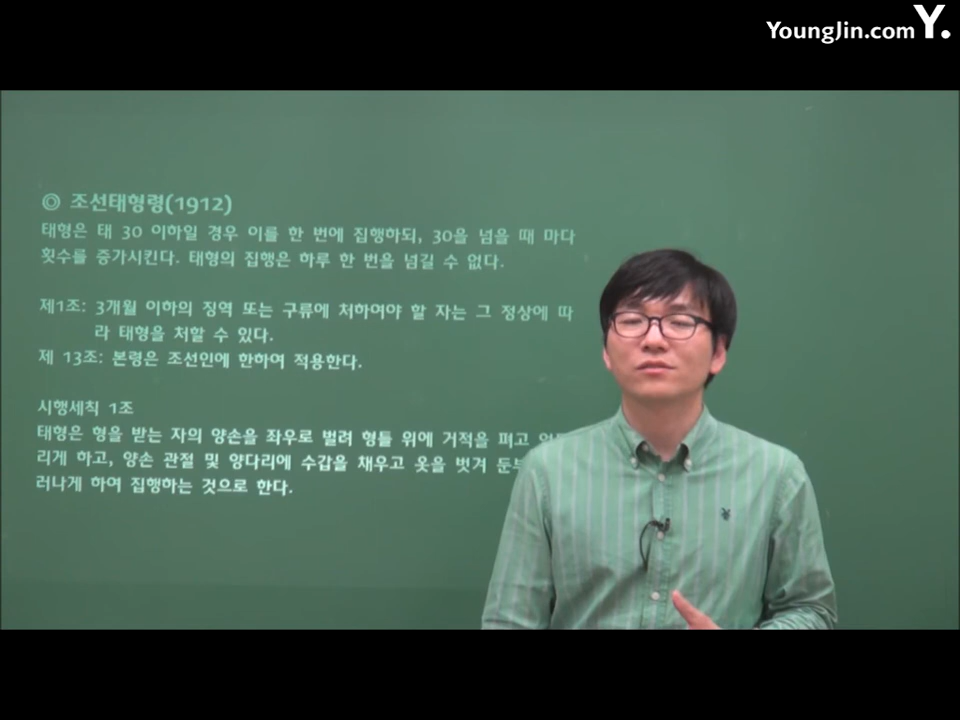 YoungJin.com Y.
◎ 조선태형령(1912)
태형은 태 30 이하일 경우 이를 한 번에 집행하되, 30을 넘을 때 마다
횟수를 증가시킨다. 태형의 집행은 하루 한 번을 넘길 수 없다.
제1조: 3개월 이하의 징역 또는 구류에 처하여야 할 자는 그 정상에 따
라 태형을 처할 수 있다.
제 13조: 본령은 조선인에 한하여 적용한다.
시행세칙 1조
태형은 형을 받는 자의 양손을 좌우로 벌려 형틀 위에 거적을 펴고
리게 하고, 양손 관절 및 양다리에 수갑을 채우고 옷을 벗겨
러나게 하여 집행하는 것으로 한다.